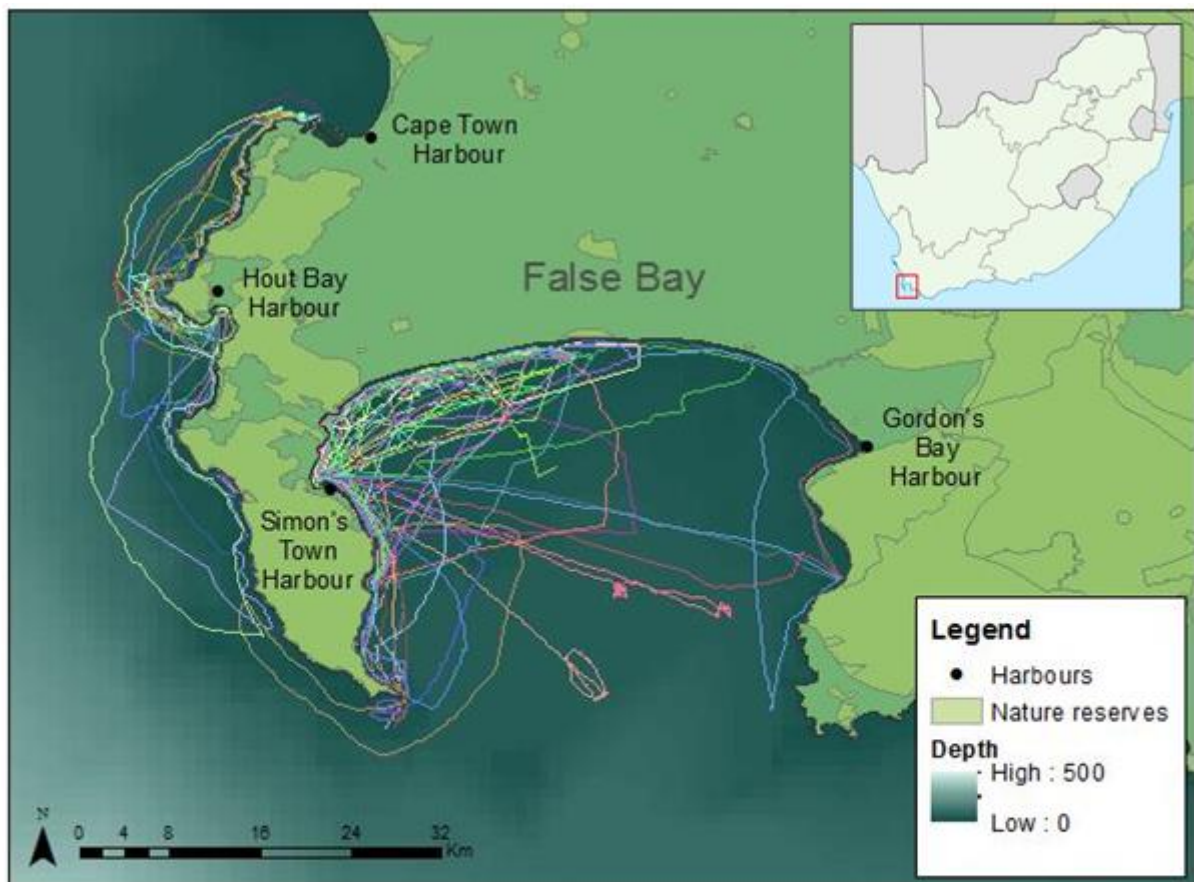 Cape Town
Harbour
Hout Bay
Harbour
False Bay
Gordon's
Bay
Harbour
Simon's
Town
Harbour
Legend
Harbours
Nature reserves
Depth
High : 500
Low : 0
N
0 4 8 16 24 32
Km